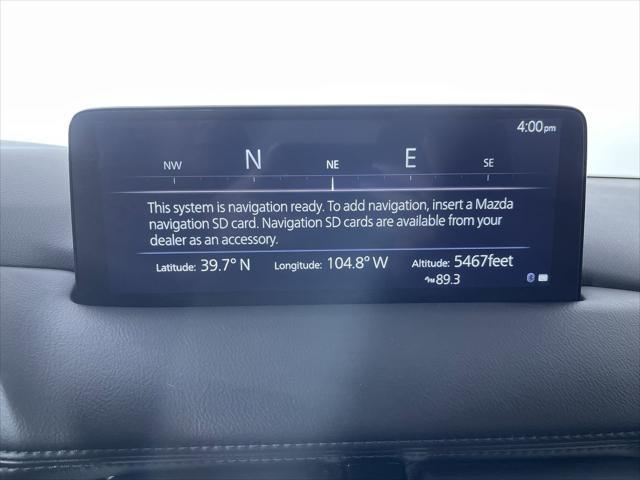 4:00pm
NW N NE E SE
This system is navigation ready. To add navigation, insert a Mazda
navigation SD card. Navigation SD cards are available from your
dealer as an accessory.
Latitude: 39.7° N Longitude: 104.8° W Altitude: 5467feet
FM 89.3